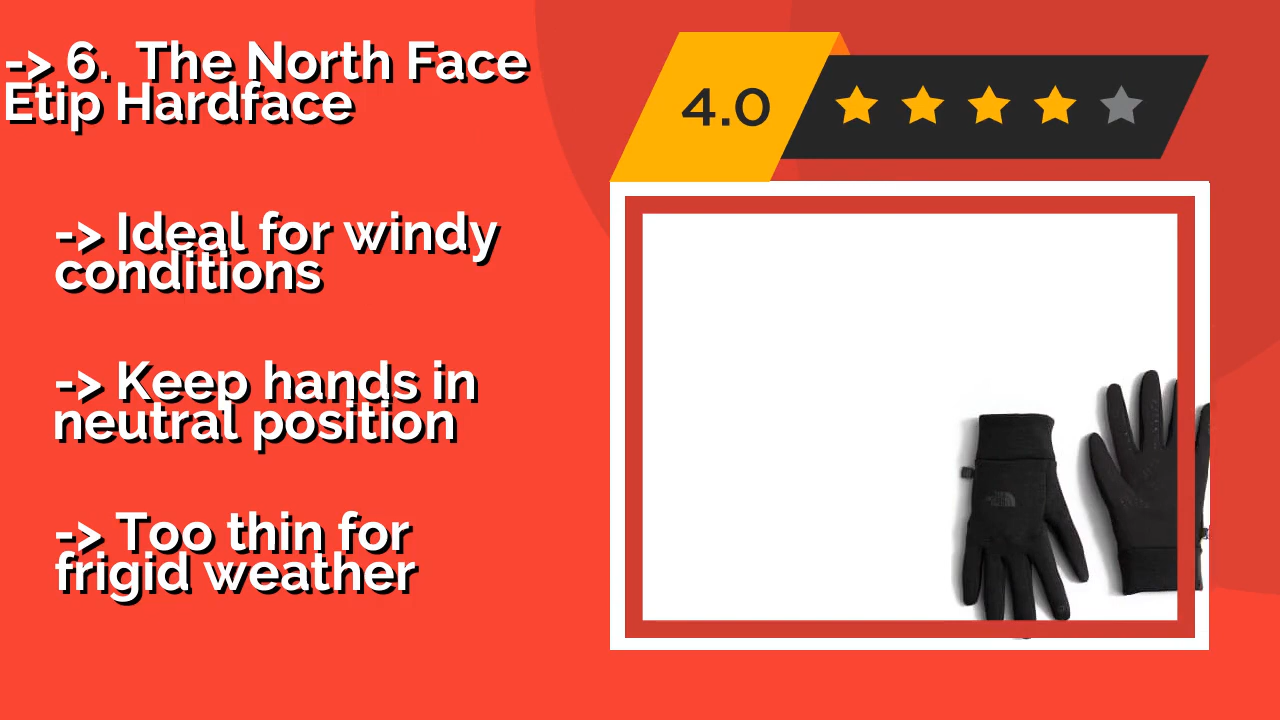 -> 6. The North Face
Etip Hardface
4.0
-> Ideal for windy
conditions
-> Keep hands in
neutral position
-> Too thin for
frigid weather